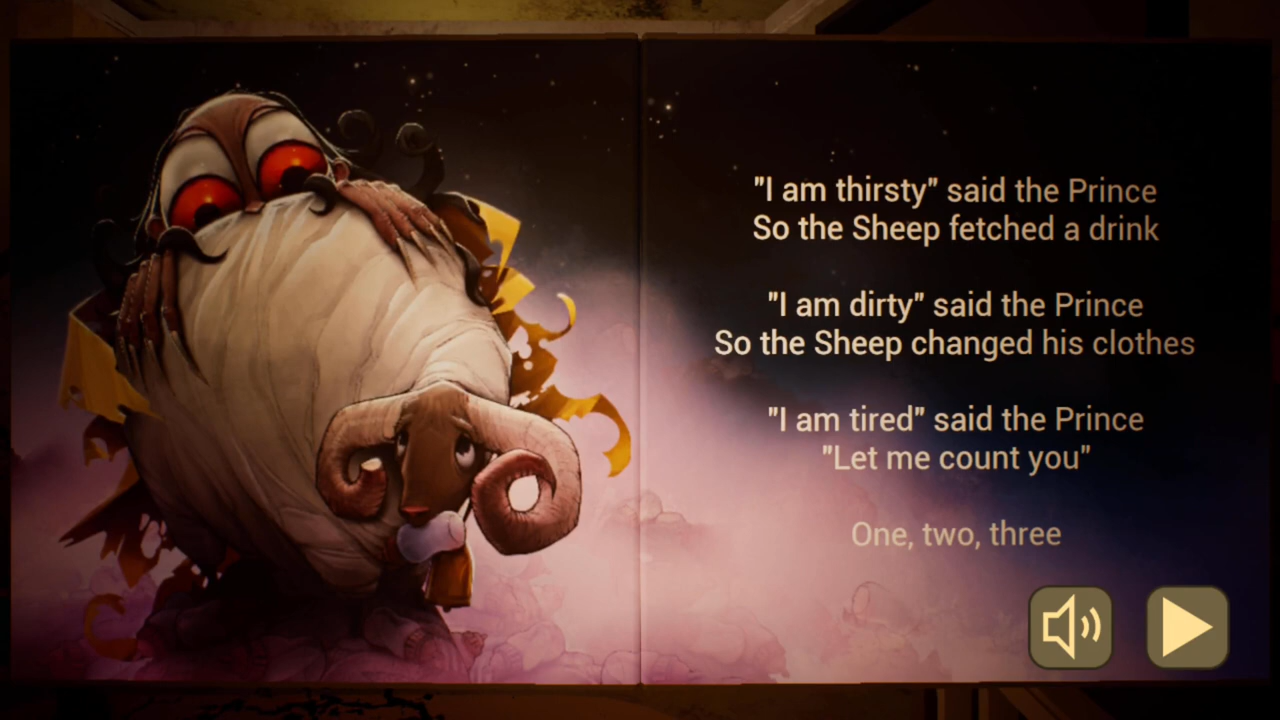 "I am thirsty" said the Prince
So the Sheep fetched a drink
"I am dirty" said the Prince
So the Sheep changed his clothes
"I am tired" said the Prince
"Let me count you"
One, two, three